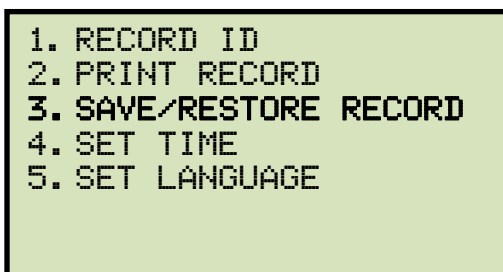 1. RECORD ID
2. PRINT RECORD
3. SAVE/RESTORE RECORD
4. SET TIME
5. SET LANGUAGE